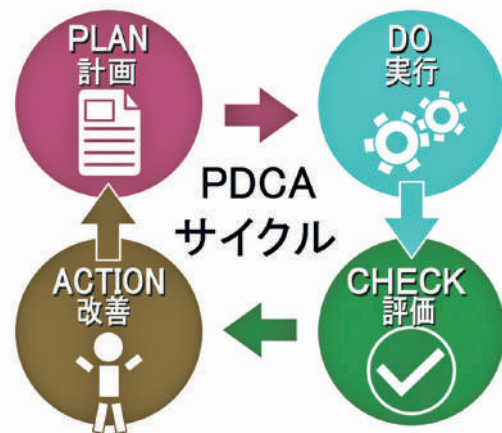 PLAN
計画
DO
実行
PDCA
サイクル
ACTION
改善
CHECK
評価